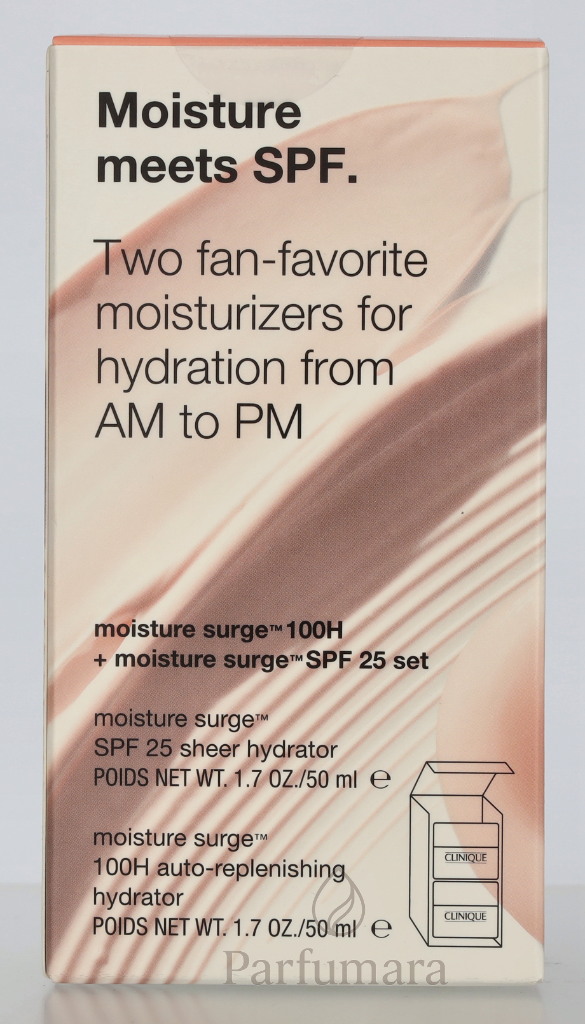 Moisture
meets SPF.
Two fan-favorite
moisturizers for
hydration from
AM to PM
moisture surge™ 100H
+ moisture surge™ SPF 25 set
moisture surge™
SPF 25 sheer hydrator
POIDS NET WT. 1.7 OZ./50 ml ℮
moisture surge™
100H auto-replenishing
hydrator
POIDS NET WT. 1.7 OZ./50 ml ℮
CLINIQUE
CLINIQUE
Parfumara